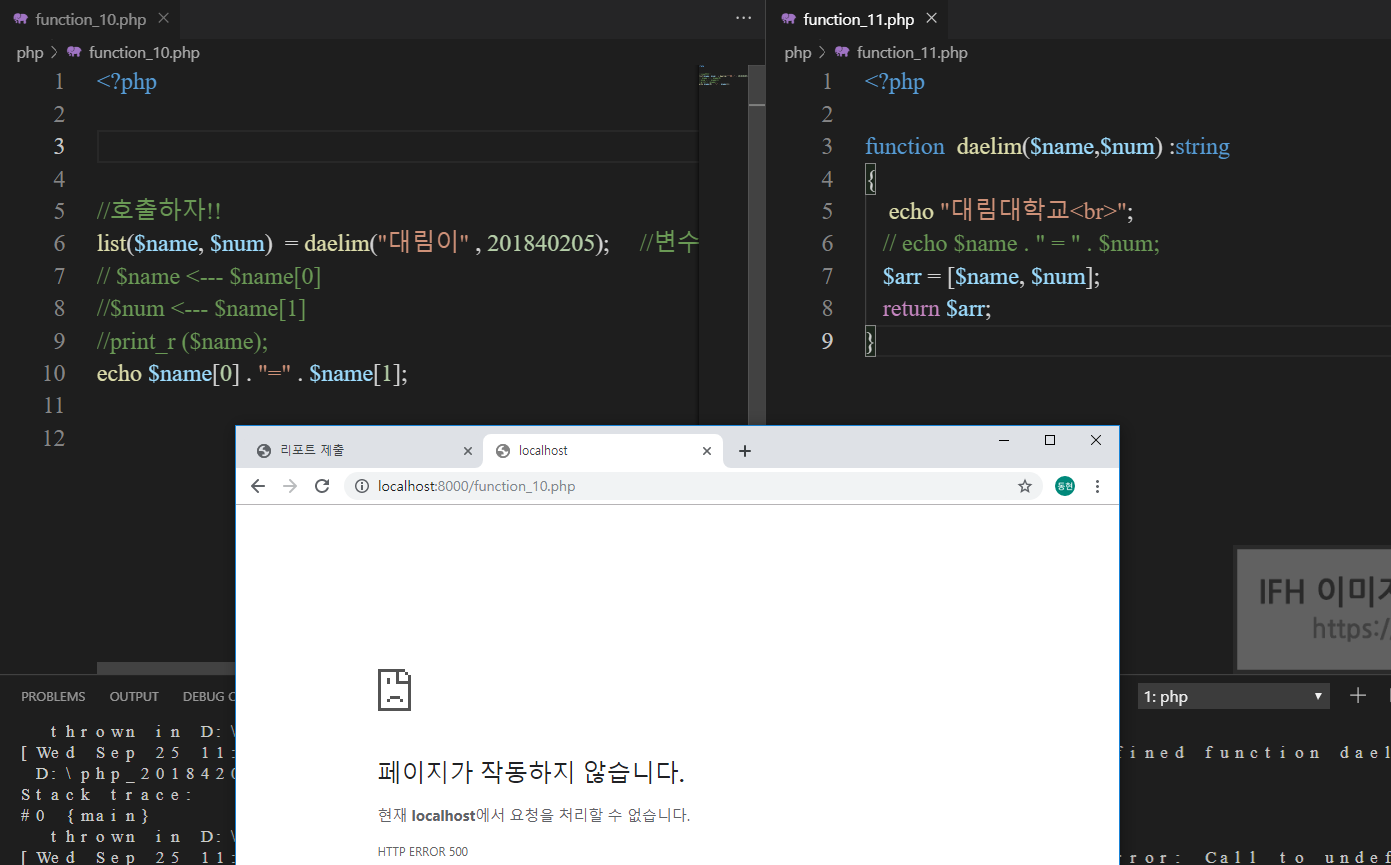 function_10.php
php > function_10.php
1 <?php
2
3
4
5 //호출하자!!
6 list($name, $num) = daelim("대림이" , 201840205); //변수
7 // $name <--- $name[0]
8 //$num <--- $name[1]
9 //print_r ($name);
10 echo $name[0] . "=" . $name[1];
11
12
function_11.php
php > function_11.php
1 <?php
2
3 function daelim($name,$num) :string
4 {
5 echo "대림대학교<br>";
6 // echo $name . " = " . $num;
7 $arr = [$name, $num];
8 return $arr;
9 }
리포트 제출
localhost
localhost:8000/function_10.php
동현
페이지가 작동하지 않습니다.
현재 localhost에서 요청을 처리할 수 없습니다.
HTTP ERROR 500
IFH 이미지
https:/
PROBLEMS OUTPUT DEBUG C
1: php
thrown in D:\
[Wed Sep 25 11: fined function dael
D:\php_2018420
Stack trace:
#0 {main}
thrown in D:\
[Wed Sep 25 11: ror: Call to undef